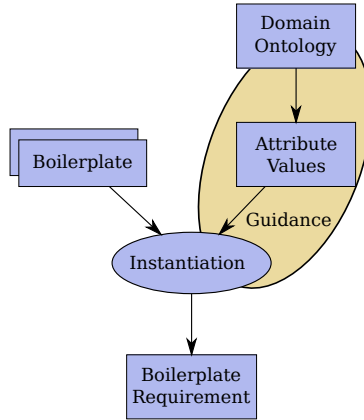 Domain
Ontology
Boilerplate
Attribute
Values
Guidance
Instantiation
Boilerplate
Requirement